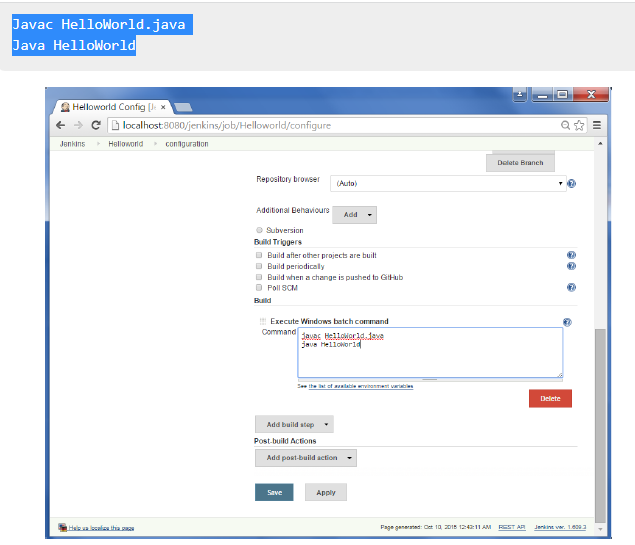 Javac HelloWorld.java
Java HelloWorld
Helloworld Config [Je
localhost:8080/jenkins/job/Helloworld/configure
Jenkins Helloworld configuration
Delete Branch
Repository browser (Auto)
Additional Behaviours Add
Subversion
Build Triggers
Build after other projects are built
Build periodically
Build when a change is pushed to GitHub
Poll SCM
Build
Execute Windows batch command
Command javac HelloWorld.java
java HelloWorld
See the list of available environment variables
Delete
Add build step
Post-build Actions
Add post-build action
Save Apply
Help us localize this page Page generated: Oct 10, 2015 12:40:11 AM REST API Jenkins ver. 1.609.3